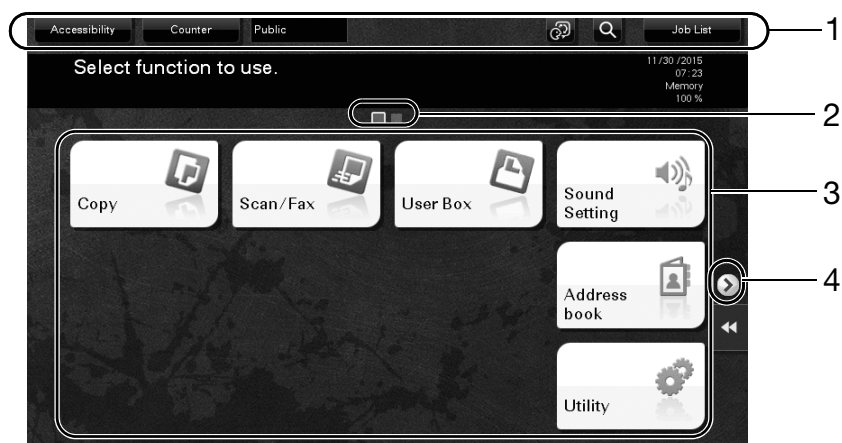 Accessibility Counter Public Job List
1
Select function to use.
11/30 /2015
07:23
Memory
100 %
2
Copy Scan/Fax User Box Sound
Setting
3
Address
book
4
Utility